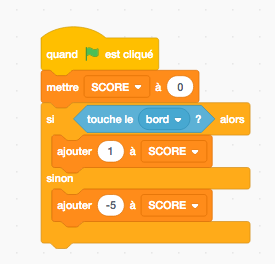 quand est cliqué
mettre SCORE à 0
si touche le bord ? alors
ajouter 1 à SCORE
sinon
ajouter -5 à SCORE